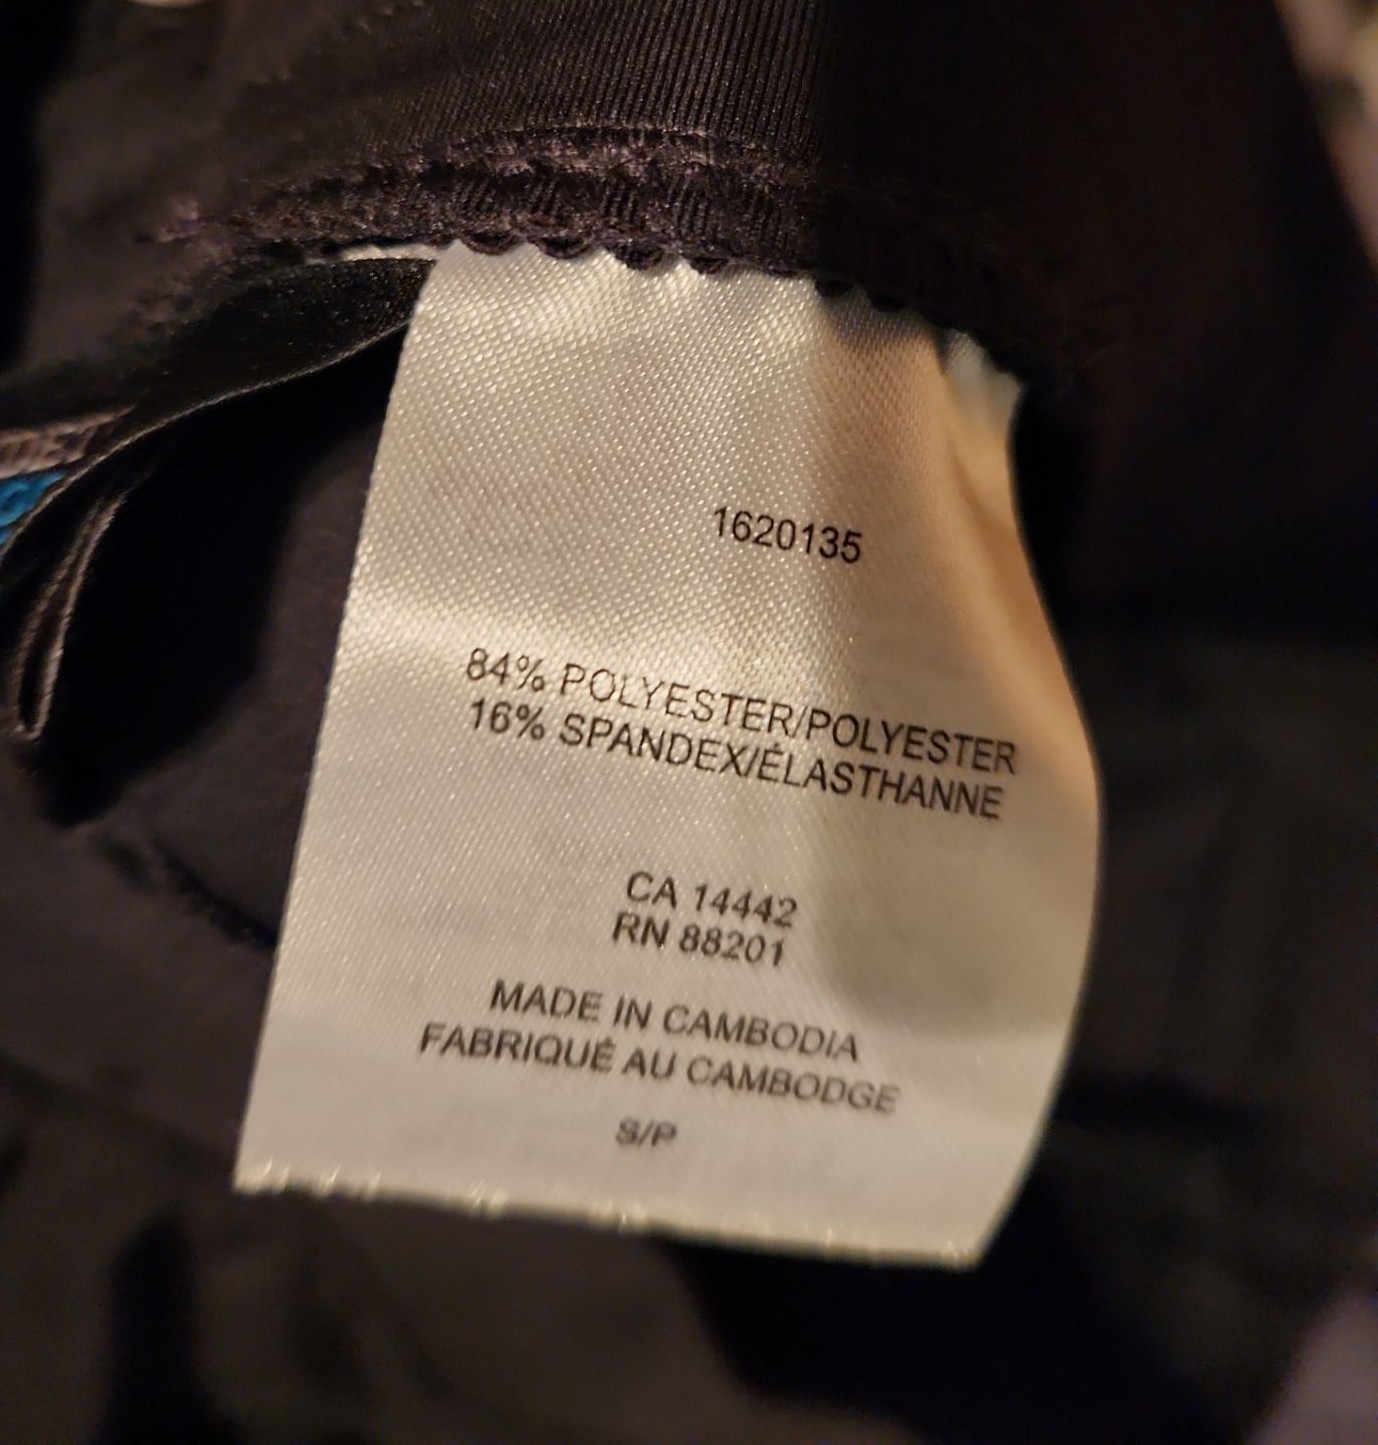 1620135
84% POLYESTER/POLYESTER
16% SPANDEX/ÉLASTHANNE
CA 14442
RN 88201
MADE IN CAMBODIA
FABRIQUÉ AU CAMBODGE
S/P